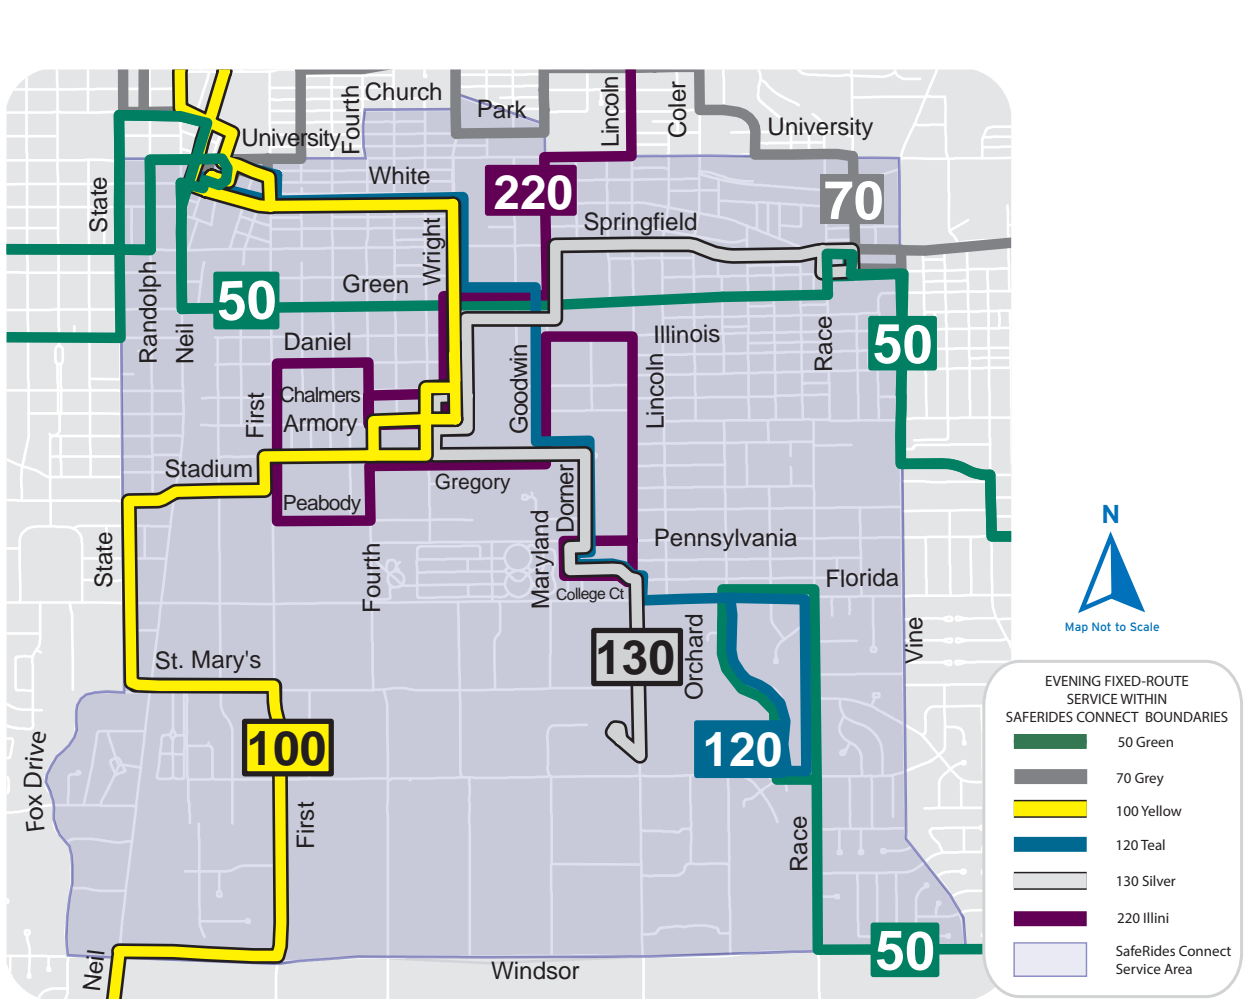 Church
Fourth
Park
Lincoln
Coler
University
University
White
220
70
State
Springfield
Wright
Green
50
Randolph
Neil
Daniel
Illinois
Race
50
Chalmers
First
Armory
Goodwin
Lincoln
Stadium
Gregory
Peabody
Dorner
Maryland
Pennsylvania
State
Fourth
College Ct
Florida
N
Map Not to Scale
St. Mary's
130
Orchard
Vine
100
120
Fox Drive
First
Race
Neil
Windsor
50
EVENING FIXED-ROUTE
SERVICE WITHIN
SAFERIDES CONNECT BOUNDARIES
50 Green
70 Grey
100 Yellow
120 Teal
130 Silver
220 Illini
SafeRides Connect
Service Area